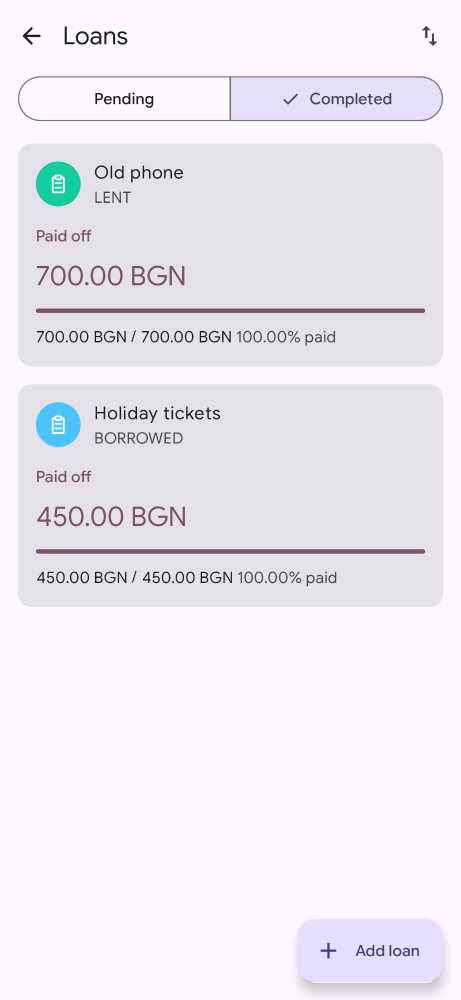 Loans
Pending
Completed
Old phone
LENT
Paid off
700.00 BGN
700.00 BGN / 700.00 BGN 100.00% paid
Holiday tickets
BORROWED
Paid off
450.00 BGN
450.00 BGN / 450.00 BGN 100.00% paid
Add loan